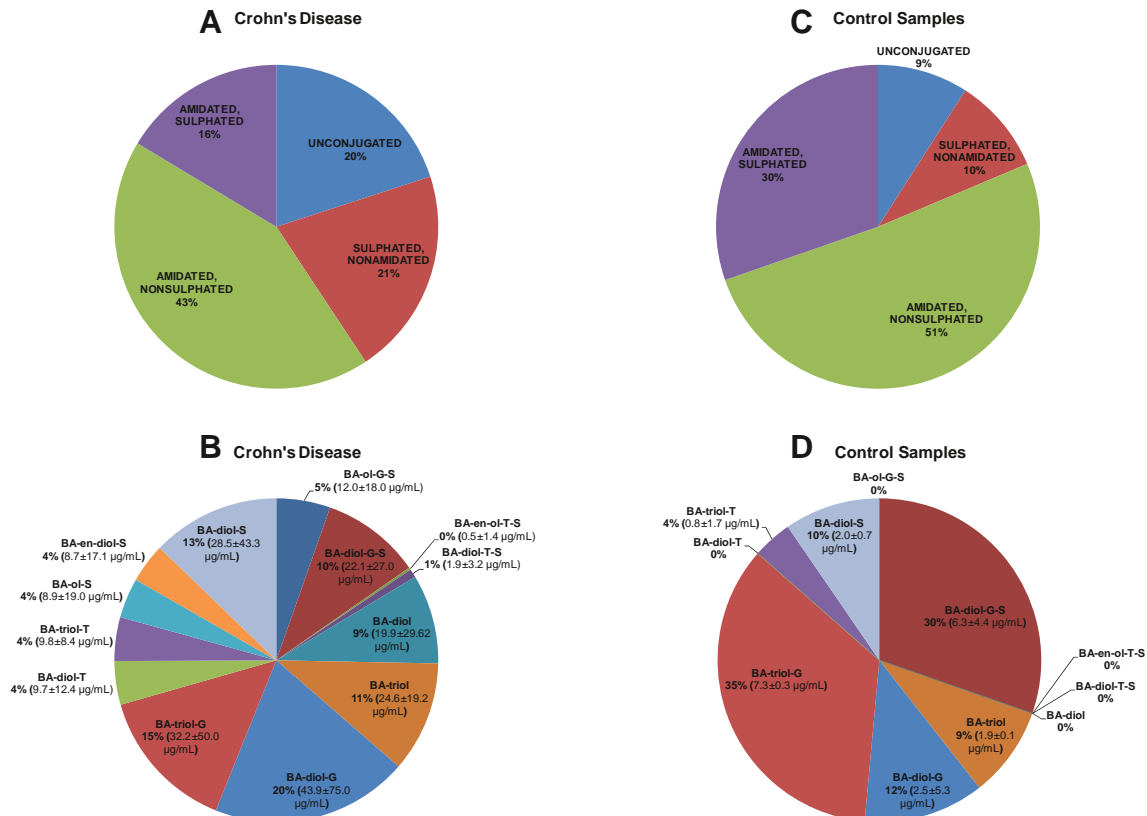 A Crohn's Disease
AMIDATED,
SULPHATED
16%
UNCONJUGATED
20%
SULPHATED,
NONAMIDATED
21%
AMIDATED,
NONSULPHATED
43%
C Control Samples
UNCONJUGATED
9%
SULPHATED,
NONAMIDATED
10%
AMIDATED,
SULPHATED
30%
AMIDATED,
NONSULPHATED
51%
B Crohn's Disease
BA-ol-G-S
5% (12.0±18.0 µg/mL)
BA-diol-G-S
10% (22.1±27.0
µg/mL)
BA-en-ol-T-S
0% (0.5±1.4 µg/mL)
BA-diol-T-S
1% (1.9±3.2 µg/mL)
BA-diol
9% (19.9±29.62
µg/mL)
BA-triol
11% (24.6±19.2
µg/mL)
BA-diol-G
20% (43.9±75.0
µg/mL)
BA-triol-G
15% (32.2±50.0
µg/mL)
BA-diol-T
4% (9.7±12.4 µg/mL)
BA-triol-T
4% (9.8±8.4 µg/mL)
BA-ol-S
4% (8.9±19.0 µg/mL)
BA-en-diol-S
4% (8.7±17.1 µg/mL)
BA-diol-S
13% (28.5±43.3
µg/mL)
D Control Samples
BA-ol-G-S
0%
BA-diol-G-S
30% (6.3±4.4 µg/mL)
BA-en-ol-T-S
0%
BA-diol-T-S
0%
BA-diol
0%
BA-triol
9% (1.9±0.1
µg/mL)
BA-diol-G
12% (2.5±5.3
µg/mL)
BA-triol-G
35% (7.3±0.3 µg/mL)
BA-diol-T
0%
BA-triol-T
4% (0.8±1.7 µg/mL)
BA-diol-S
10% (2.0±0.7
µg/mL)